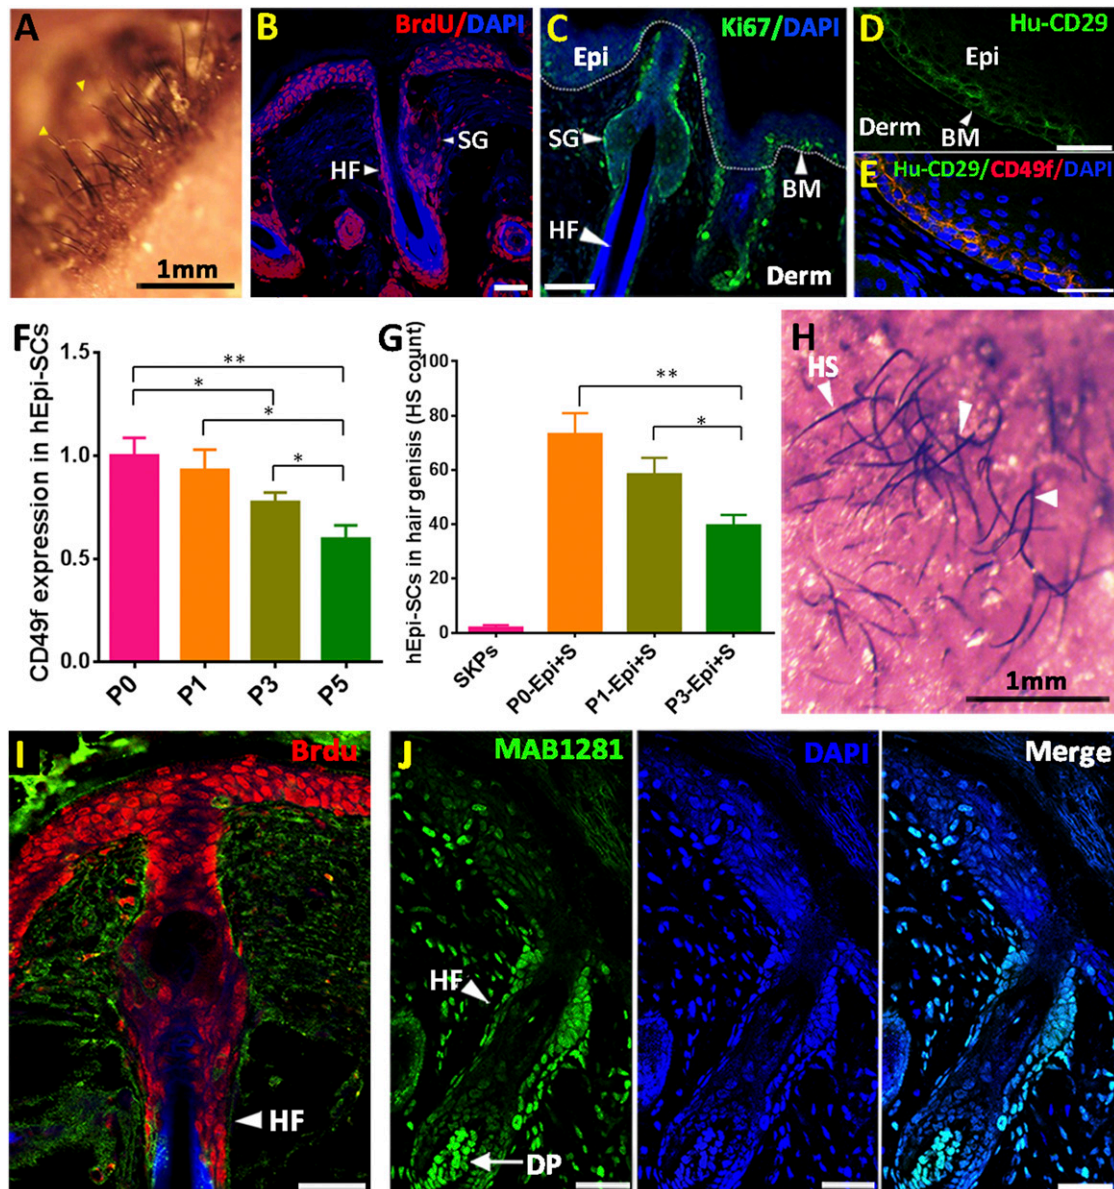 A
1mm
B
BrdU/DAPI
HF
SG
C
Ki67/DAPI
Epi
SG
BM
HF
Derm
D
Hu-CD29
Epi
Derm
BM
E
Hu-CD29/CD49f/DAPI
F
CD49f expression in hEpi-SCs
1.5
1.0
0.5
0.0
**
*
*
*
P0
P1
P3
P5
G
hEpi-SCs in hair genisis (HS count)
100
80
60
40
20
0
**
*
SKPs
P0-Epi+S
P1-Epi+S
P3-Epi+S
H
HS
1mm
I
Brdu
HF
J
MAB1281
HF
DP
DAPI
Merge